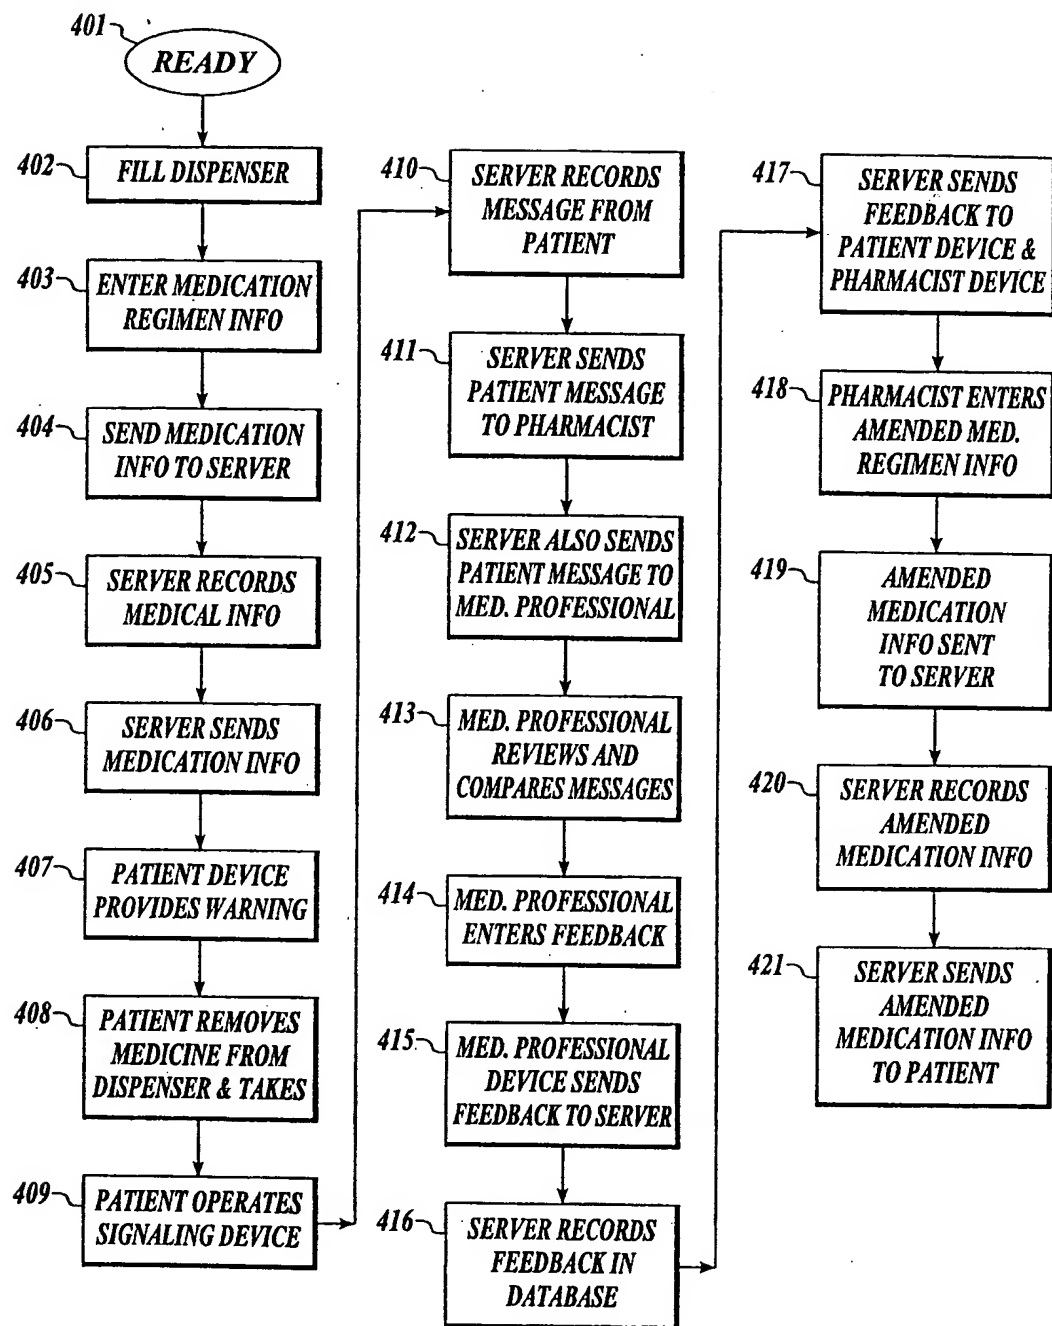 401
READY
402
FILL DISPENSER
403
ENTER MEDICATION
REGIMEN INFO
404
SEND MEDICATION
INFO TO SERVER
405
SERVER RECORDS
MEDICAL INFO
406
SERVER SENDS
MEDICATION INFO
407
PATIENT DEVICE
PROVIDES WARNING
408
PATIENT REMOVES
MEDICINE FROM
DISPENSER & TAKES
409
PATIENT OPERATES
SIGNALING DEVICE
410
SERVER RECORDS
MESSAGE FROM
PATIENT
411
SERVER SENDS
PATIENT MESSAGE
TO PHARMACIST
412
SERVER ALSO SENDS
PATIENT MESSAGE TO
MED. PROFESSIONAL
413
MED. PROFESSIONAL
REVIEWS AND
COMPARES MESSAGES
414
MED. PROFESSIONAL
ENTERS FEEDBACK
415
MED. PROFESSIONAL
DEVICE SENDS
FEEDBACK TO SERVER
416
SERVER RECORDS
FEEDBACK IN
DATABASE
417
SERVER SENDS
FEEDBACK TO
PATIENT DEVICE &
PHARMACIST DEVICE
418
PHARMACIST ENTERS
AMENDED MED.
REGIMEN INFO
419
AMENDED
MEDICATION
INFO SENT
TO SERVER
420
SERVER RECORDS
AMENDED
MEDICATION INFO
421
SERVER SENDS
AMENDED
MEDICATION INFO
TO PATIENT